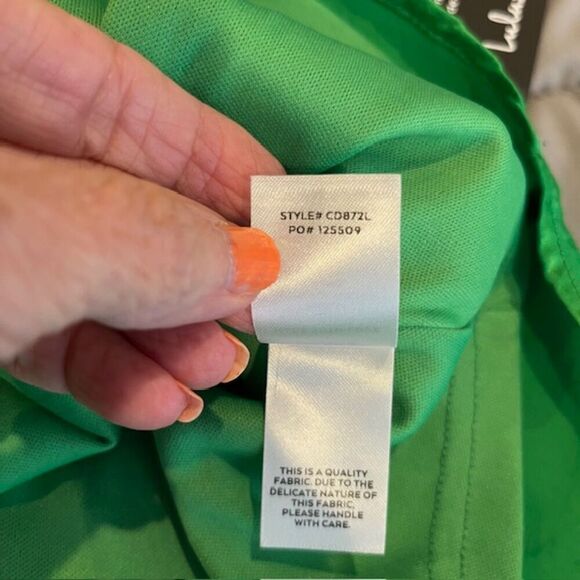 STYLE# CD872L
PO# 125509
THIS IS A QUALITY
FABRIC. DUE TO THE
DELICATE NATURE OF
THIS FABRIC,
PLEASE HANDLE
WITH CARE.